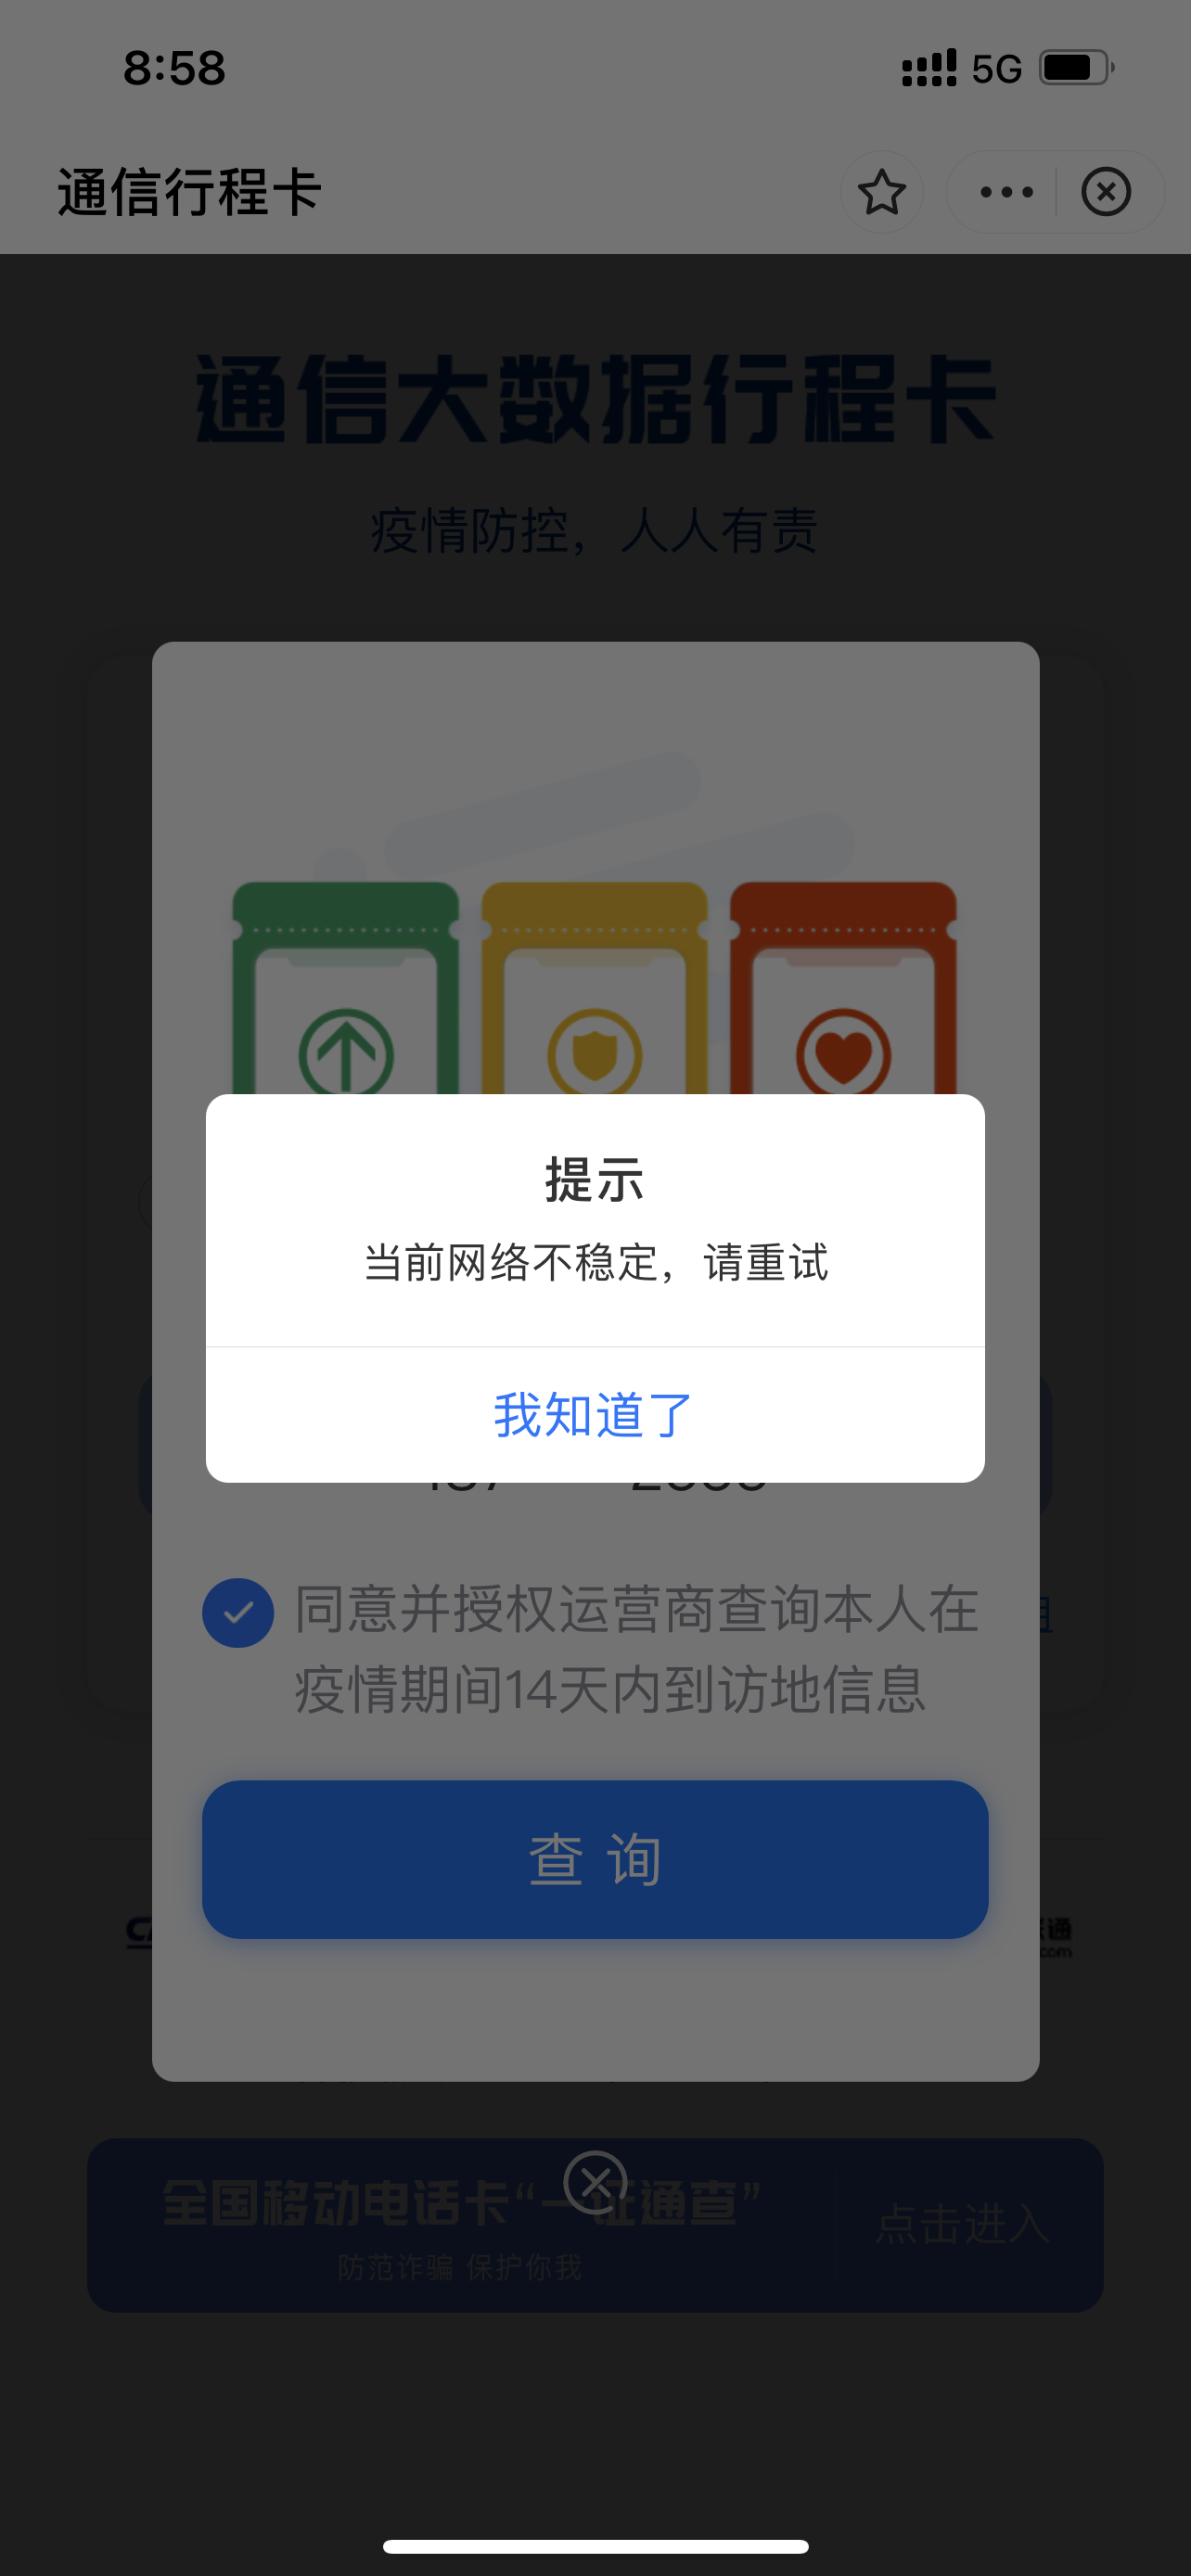 8:58
5G
通信行程卡
通信大数据行程卡
疫情防控，人人有责
提示
当前网络不稳定，请重试
我知道了
同意并授权运营商查询本人在
疫情期间14天内到访地信息
查 询
联通
.com
全国移动电话卡“一证通查”
防范诈骗 保护你我
点击进入